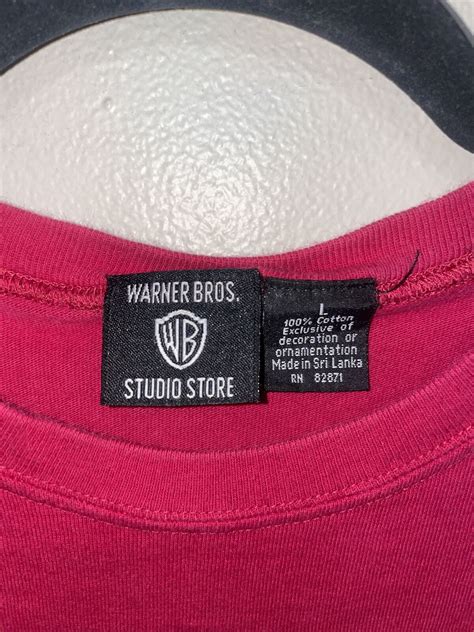 WARNER BROS.
WB
STUDIO STORE
L
100% Cotton
Exclusive of
decoration or
ornamentation
Made in Sri Lanka
RN 82871